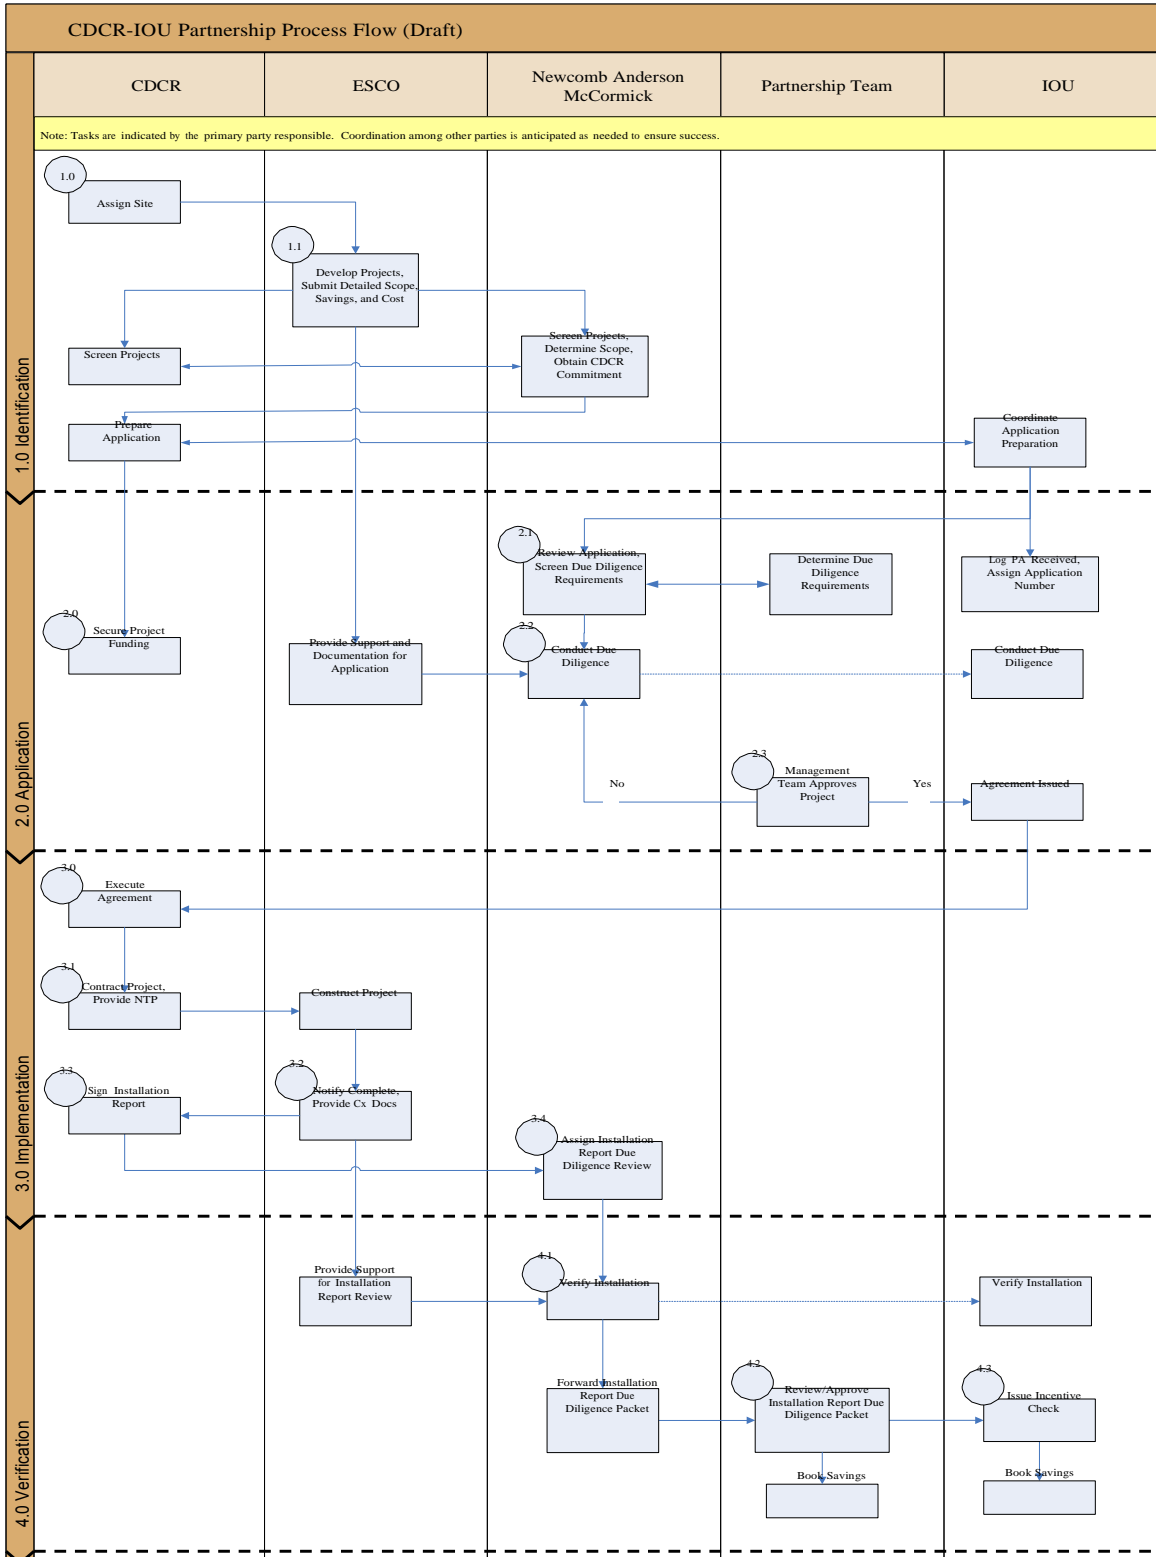 CDCR-IOU Partnership Process Flow (Draft)
CDCR
ESCO
Newcomb Anderson
McCormick
Partnership Team
IOU
Note: Tasks are indicated by the primary party responsible. Coordination among other parties is anticipated as needed to ensure success.
1.0 Identification
1.0
Assign Site
1.1
Develop Projects,
Submit Detailed Scope,
Savings, and Cost
Screen Projects
Screen Projects,
Determine Scope,
Obtain CDCR
Commitment
Prepare
Application
Coordinate
Application
Preparation
2.0 Application
2.1
Review Application,
Screen Due Diligence
Requirements
Determine Due
Diligence
Requirements
Log PA Received,
Assign Application
Number
2.0
Secure Project
Funding
Provide Support and
Documentation for
Application
2.2
Conduct Due
Diligence
Conduct Due
Diligence
2.3
Management
Team Approves
Project
No
Yes
Agreement Issued
3.0 Implementation
3.0
Execute
Agreement
3.1
Contract Project,
Provide NTP
Construct Project
3.3
Sign Installation
Report
3.2
Notify Complete,
Provide Cx Docs
3.4
Assign Installation
Report Due
Diligence Review
4.0 Verification
Provide Support
for Installation
Report Review
4.1
Verify Installation
Verify Installation
Forward Installation
Report Due
Diligence Packet
4.2
Review/Approve
Installation Report Due
Diligence Packet
4.3
Issue Incentive
Check
Book Savings
Book Savings